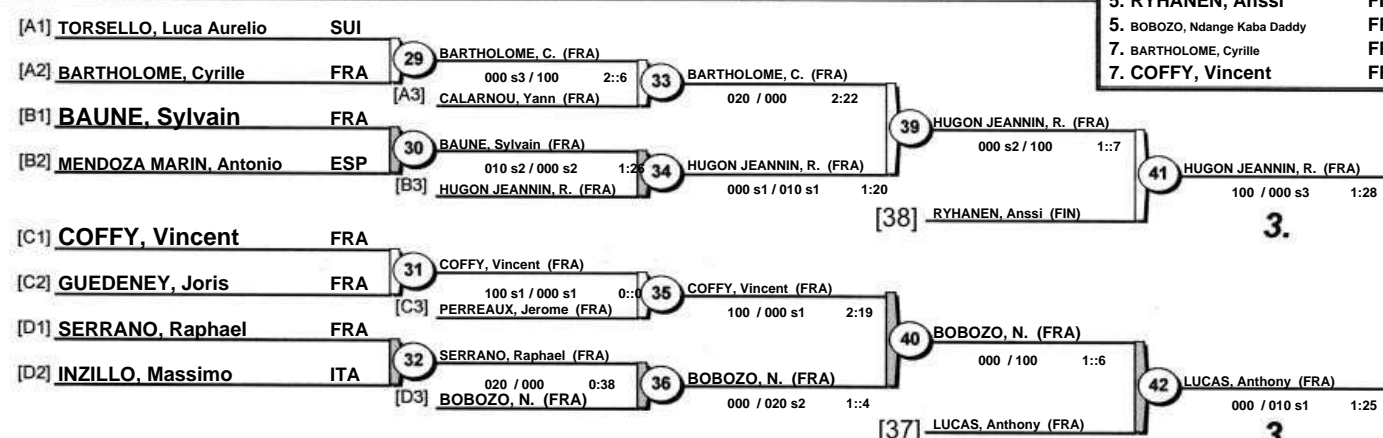 5. RYHANEN, Anssi
5. BOBOZO, Ndange Kaba Daddy
7. BARTHOLOME, Cyrille
7. COFFY, Vincent
[A1] TORSELLO, Luca Aurelio SUI
[A2] BARTHOLOME, Cyrille FRA
29
BARTHOLOME, C. (FRA)
000 s3 / 100 2::6
[A3] CALARNOU, Yann (FRA)
33
BARTHOLOME, C. (FRA)
020 / 000 2:22
[B1] BAUNE, Sylvain FRA
[B2] MENDOZA MARIN, Antonio ESP
30
BAUNE, Sylvain (FRA)
010 s2 / 000 s2 1:26
[B3] HUGON JEANNIN, R. (FRA)
34
HUGON JEANNIN, R. (FRA)
000 s1 / 010 s1 1:20
39
HUGON JEANNIN, R. (FRA)
000 s2 / 100 1::7
[38] RYHANEN, Anssi (FIN)
41
HUGON JEANNIN, R. (FRA)
100 / 000 s3 1:28
3.
[C1] COFFY, Vincent FRA
[C2] GUEDENEY, Joris FRA
31
COFFY, Vincent (FRA)
100 s1 / 000 s1 0::0
[C3] PERREAUX, Jerome (FRA)
35
COFFY, Vincent (FRA)
100 / 000 s1 2:19
[D1] SERRANO, Raphael FRA
[D2] INZILLO, Massimo ITA
32
SERRANO, Raphael (FRA)
020 / 000 0:38
[D3] BOBOZO, N. (FRA)
36
BOBOZO, N. (FRA)
000 / 020 s2 1::4
40
BOBOZO, N. (FRA)
000 / 100 1::6
[37] LUCAS, Anthony (FRA)
42
LUCAS, Anthony (FRA)
000 / 010 s1 1:25
3.